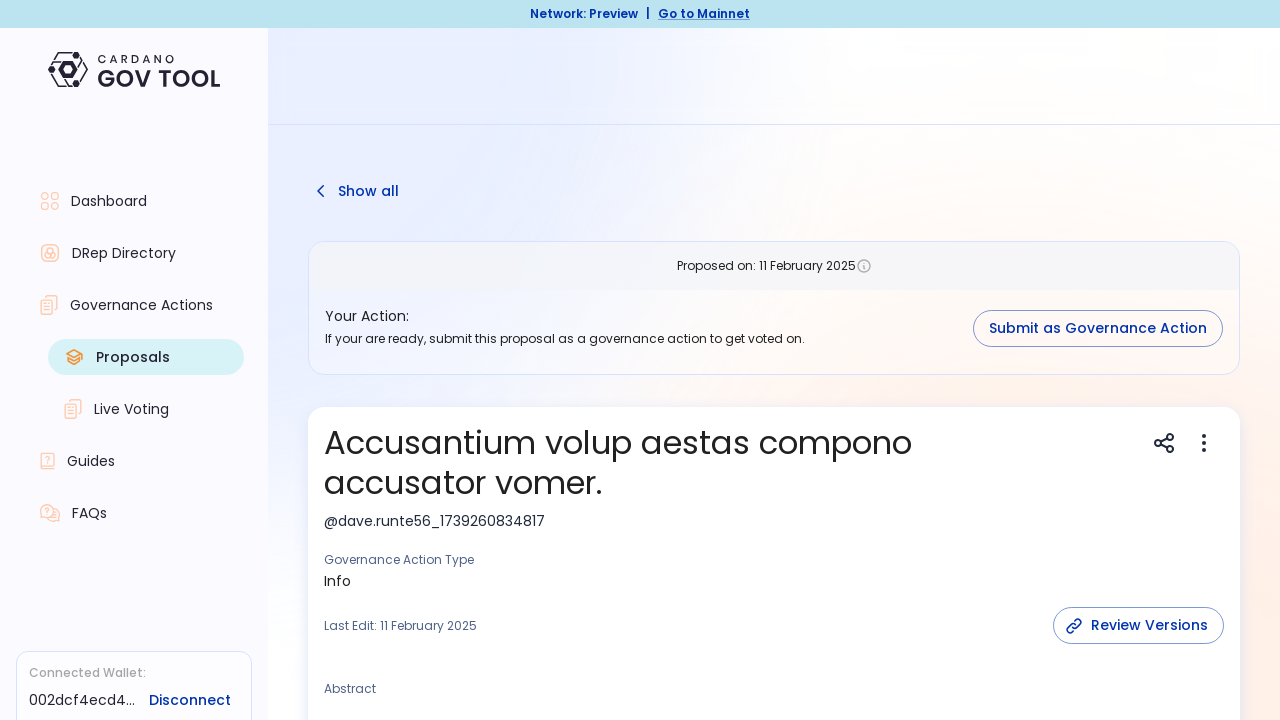 Network: Preview | Go to Mainnet
CARDANO
GOV TOOL
Dashboard
DRep Directory
Governance Actions
Proposals
Live Voting
Guides
FAQs
Connected Wallet:
002dcf4ecd4... Disconnect
Show all
Proposed on: 11 February 2025
Your Action:
If your are ready, submit this proposal as a governance action to get voted on.
Submit as Governance Action
Accusantium volup aestas compono
accusator vomer.
@dave.runte56_1739260834817
Governance Action Type
Info
Last Edit: 11 February 2025
Review Versions
Abstract